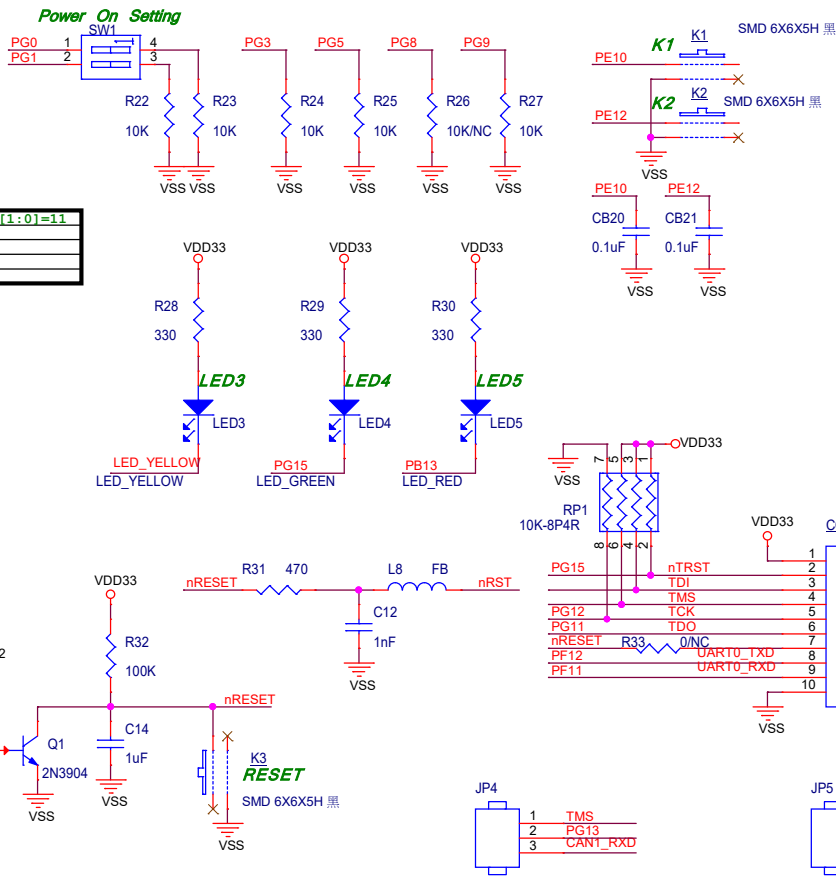 Power On Setting
SW1
PG0 1 4
PG1 2 3
R22 10K
R23 10K
VSS VSS
PG3
R24 10K
VSS
PG5
R25 10K
VSS
PG8
R26 10K/NC
VSS
PG9
R27 10K
VSS
K1 K1 SMD 6X6X5H 黑
PE10
K2 K2 SMD 6X6X5H 黑
PE12
VSS
PE10 PE12
CB20 0.1uF
CB21 0.1uF
VSS VSS
[1:0]=11
VDD33 VDD33 VDD33
R28 330
R29 330
R30 330
LED3 LED4 LED5
LED3 LED4 LED5
LED_YELLOW PG15 PB13
LED_YELLOW LED_GREEN LED_RED
VDD33
VSS
7 5 3 1
RP1
10K-8P4R
8 6 4 2
VDD33
1
PG15 nTRST 2
TDI 3
TMS 4
PG12 TCK 5
PG11 TDO 6
nRESET R33 0/NC 7
PF12 UART0_TXD 8
PF11 UART0_RXD 9
10
VSS
nRESET R31 470 L8 FB nRST
C12
1nF
VSS
VDD33
R32
100K
2
nRESET
Q1
2N3904
VSS
C14
1uF
VSS
K3
RESET
SMD 6X6X5H 黑
VSS
JP4
1 TMS
2 PG13
3 CAN1_RXD
JP5